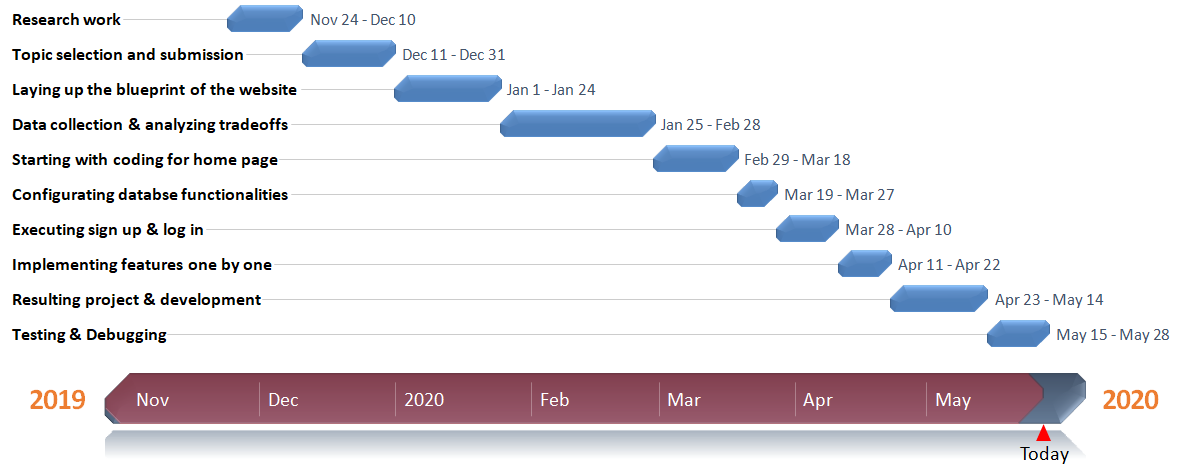 Research work Nov 24 - Dec 10
Topic selection and submission Dec 11 - Dec 31
Laying up the blueprint of the website Jan 1 - Jan 24
Data collection & analyzing tradeoffs Jan 25 - Feb 28
Starting with coding for home page Feb 29 - Mar 18
Configurating databse functionalities Mar 19 - Mar 27
Executing sign up & log in Mar 28 - Apr 10
Implementing features one by one Apr 11 - Apr 22
Resulting project & development Apr 23 - May 14
Testing & Debugging May 15 - May 28
2019 Nov Dec 2020 Feb Mar Apr May 2020
Today